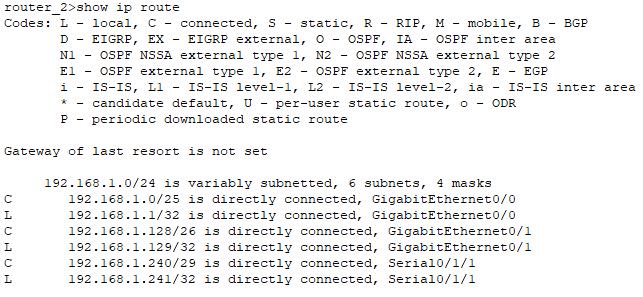 router_2>show ip route
Codes: L - local, C - connected, S - static, R - RIP, M - mobile, B - BGP
       D - EIGRP, EX - EIGRP external, O - OSPF, IA - OSPF inter area
       N1 - OSPF NSSA external type 1, N2 - OSPF NSSA external type 2
       E1 - OSPF external type 1, E2 - OSPF external type 2, E - EGP
       i - IS-IS, L1 - IS-IS level-1, L2 - IS-IS level-2, ia - IS-IS inter area
       * - candidate default, U - per-user static route, o - ODR
       P - periodic downloaded static route
Gateway of last resort is not set
     192.168.1.0/24 is variably subnetted, 6 subnets, 4 masks
C       192.168.1.0/25 is directly connected, GigabitEthernet0/0
L       192.168.1.1/32 is directly connected, GigabitEthernet0/0
C       192.168.1.128/26 is directly connected, GigabitEthernet0/1
L       192.168.1.129/32 is directly connected, GigabitEthernet0/1
C       192.168.1.240/29 is directly connected, Serial0/1/1
L       192.168.1.241/32 is directly connected, Serial0/1/1